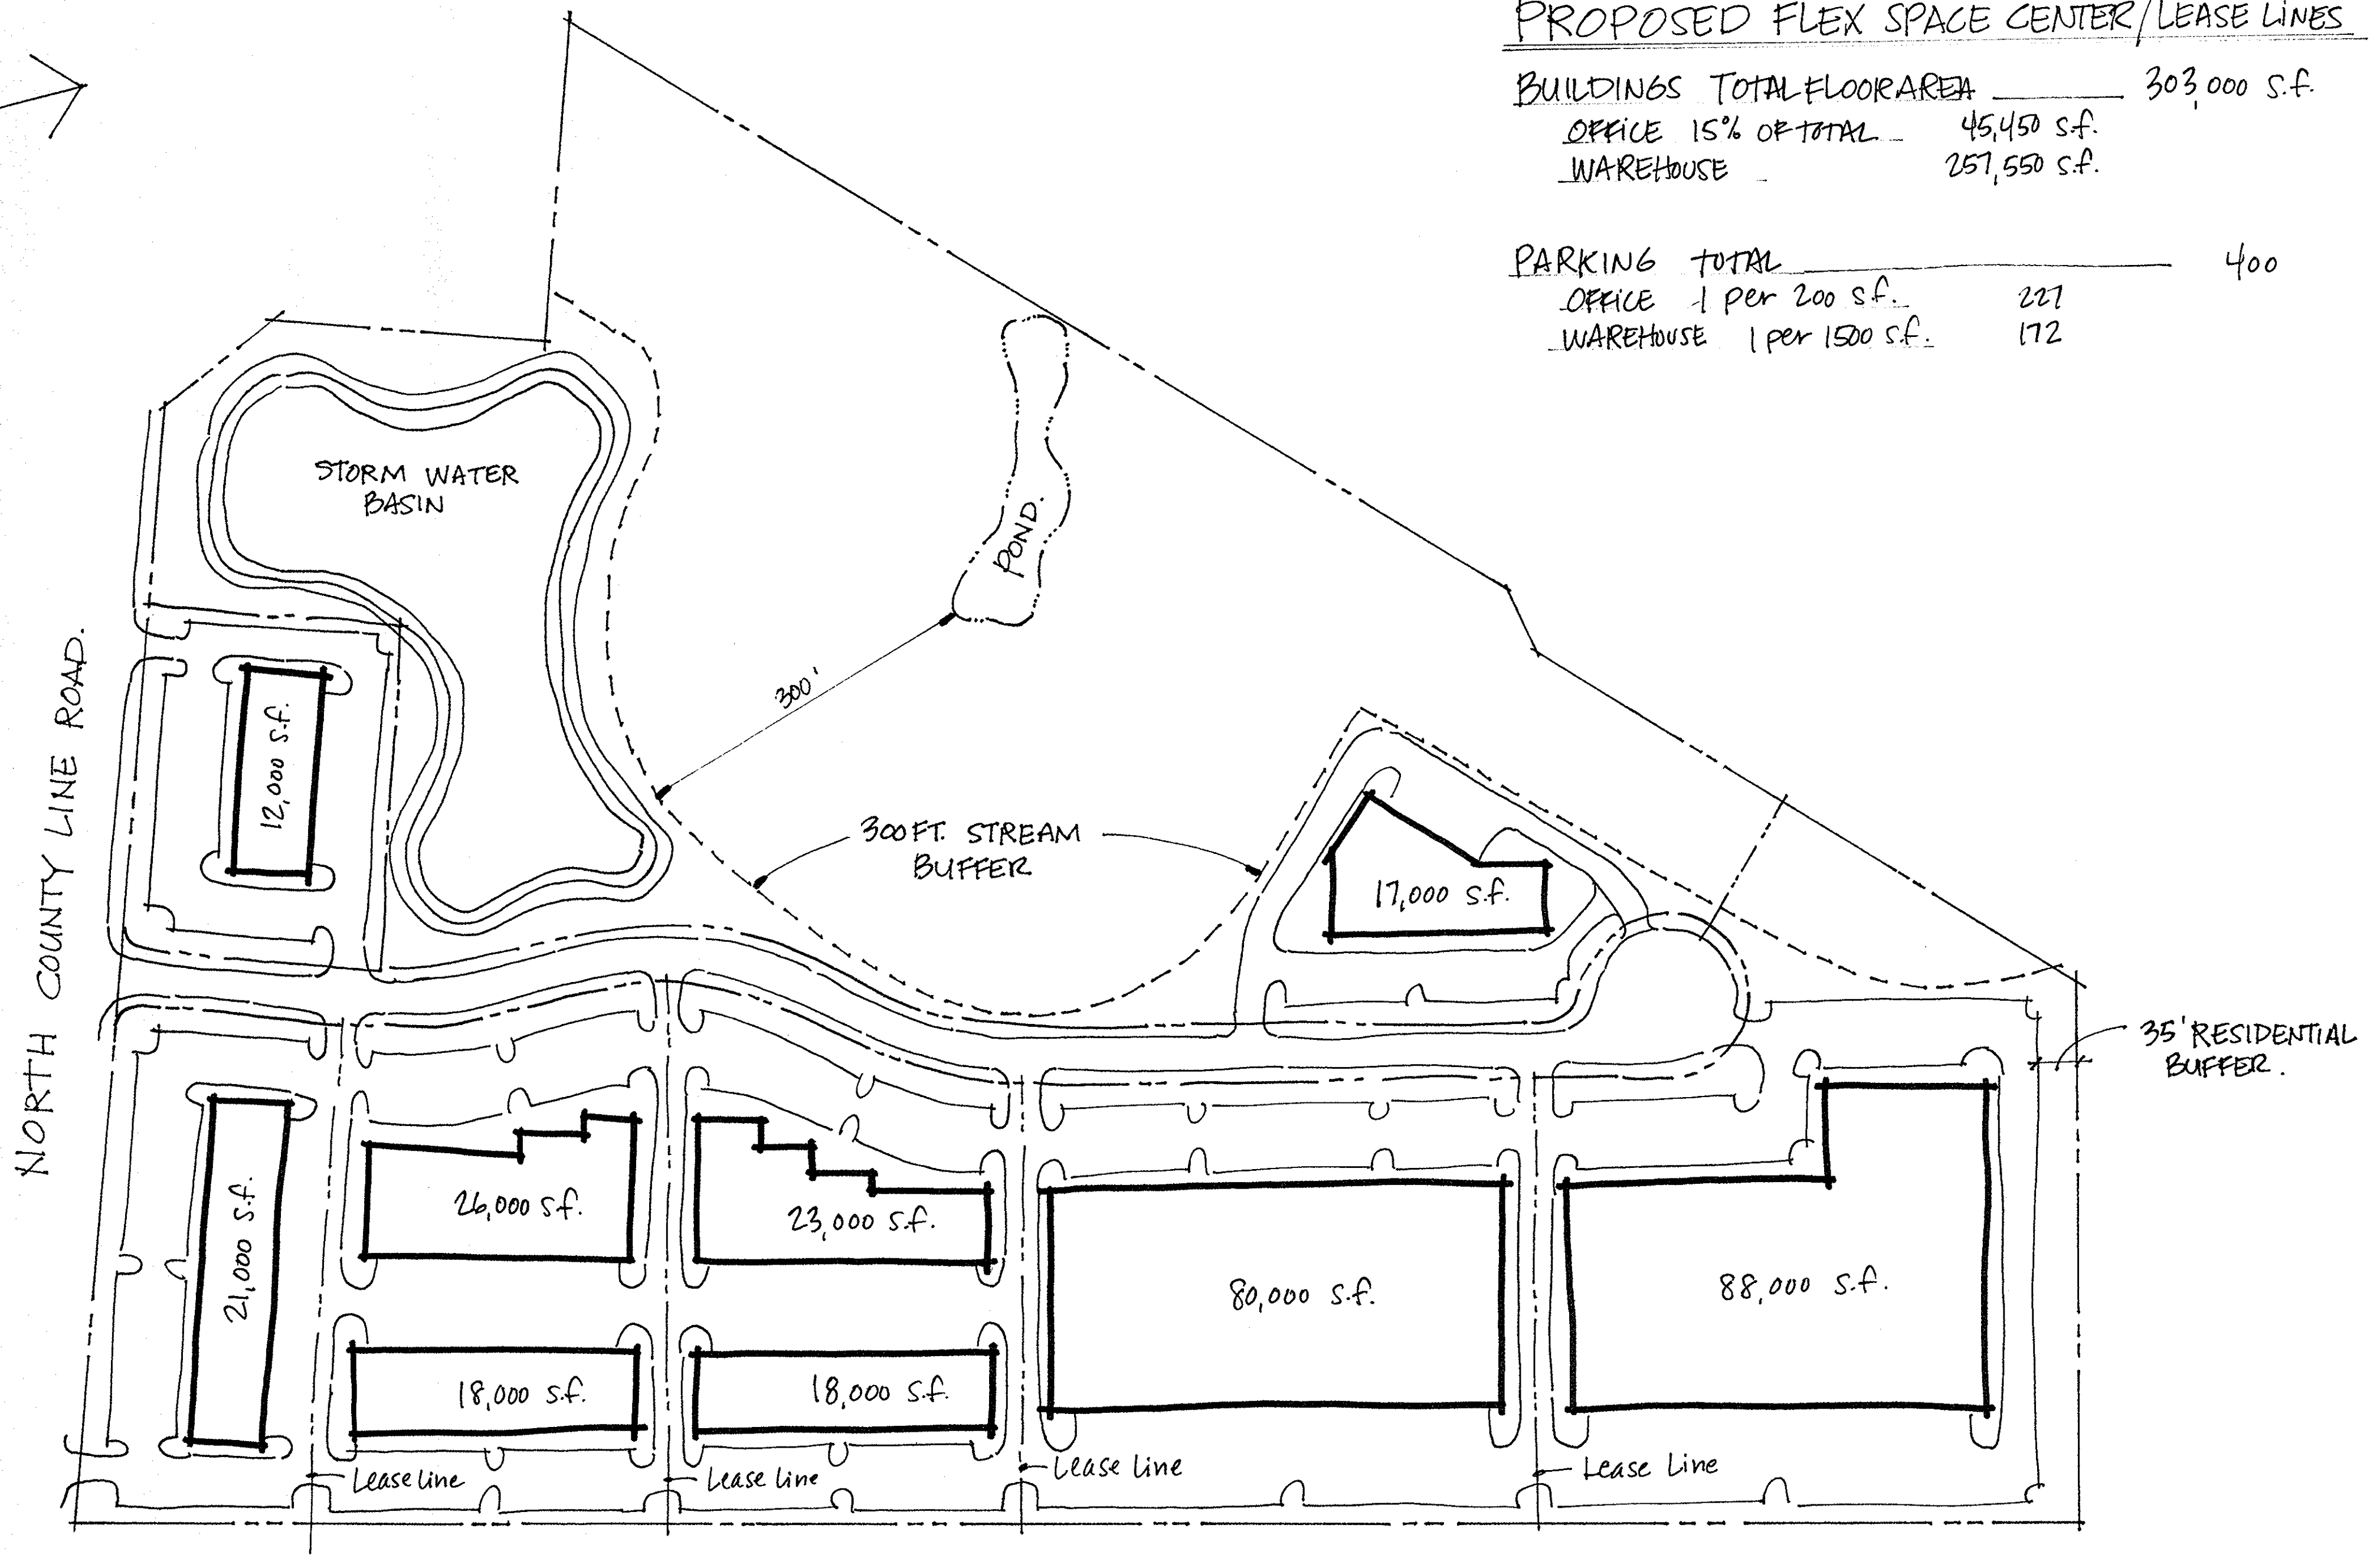 PROPOSED FLEX SPACE CENTER/LEASE LINES
BUILDINGS TOTAL FLOOR AREA 303,000 S.f.
OFFICE 15% OF TOTAL 45,450 S.f.
WAREHOUSE 257,550 S.f.
PARKING TOTAL 400
OFFICE 1 per 200 S.f. 227
WAREHOUSE 1 per 1500 S.f. 172
STORM WATER
BASIN
POND.
300'
NORTH COUNTY LINE ROAD.
12,000 S.f.
300 FT. STREAM
BUFFER
17,000 S.f.
35' RESIDENTIAL
BUFFER.
21,000 S.f.
26,000 S.f.
23,000 S.f.
80,000 S.f.
88,000 S.f.
18,000 S.f.
18,000 S.f.
Lease line
Lease line
Lease Line
Lease Line